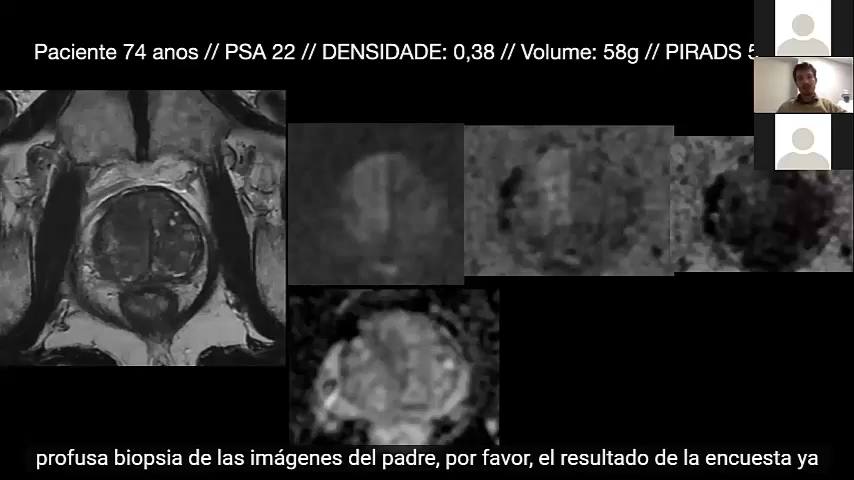 Paciente 74 anos // PSA 22 // DENSIDADE: 0,38 // Volume: 58g // PIRADS 5
profusa biopsia de las imágenes del padre, por favor, el resultado de la encuesta ya